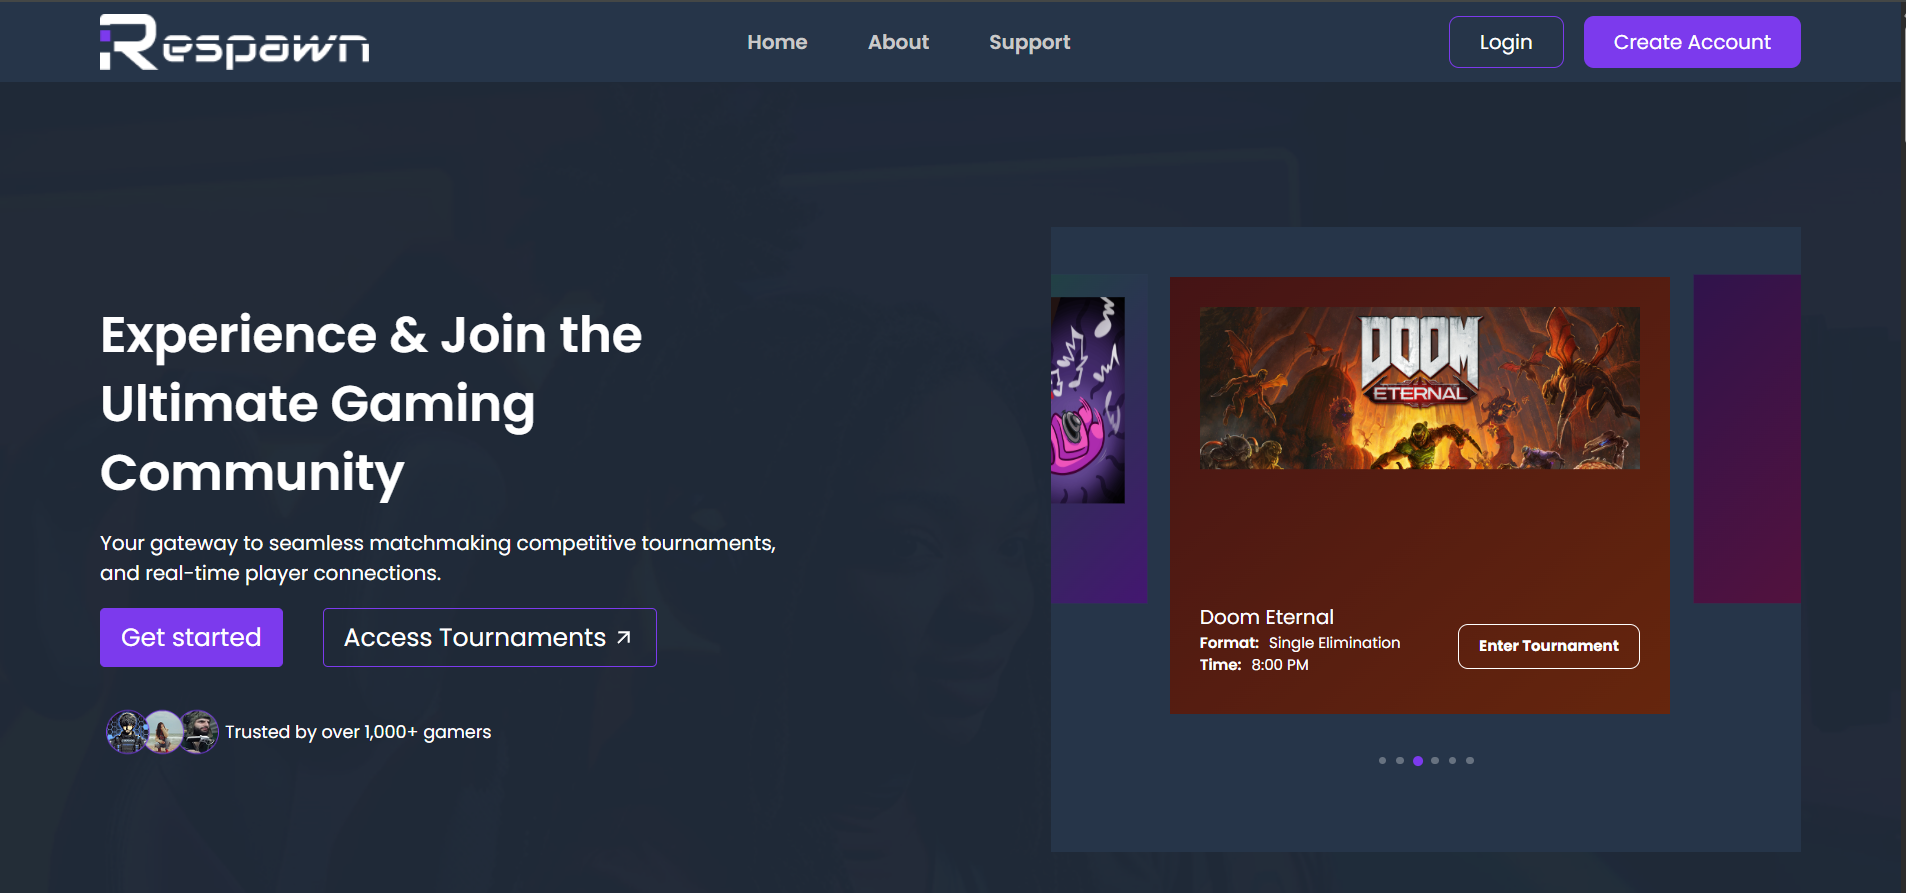 Respawn
Home
About
Support
Login
Create Account
Experience & Join the
Ultimate Gaming
Community
Your gateway to seamless matchmaking competitive tournaments,
and real-time player connections.
Get started
Access Tournaments
Trusted by over 1,000+ gamers
DOOM
ETERNAL
Doom Eternal
Format: Single Elimination
Time: 8:00 PM
Enter Tournament